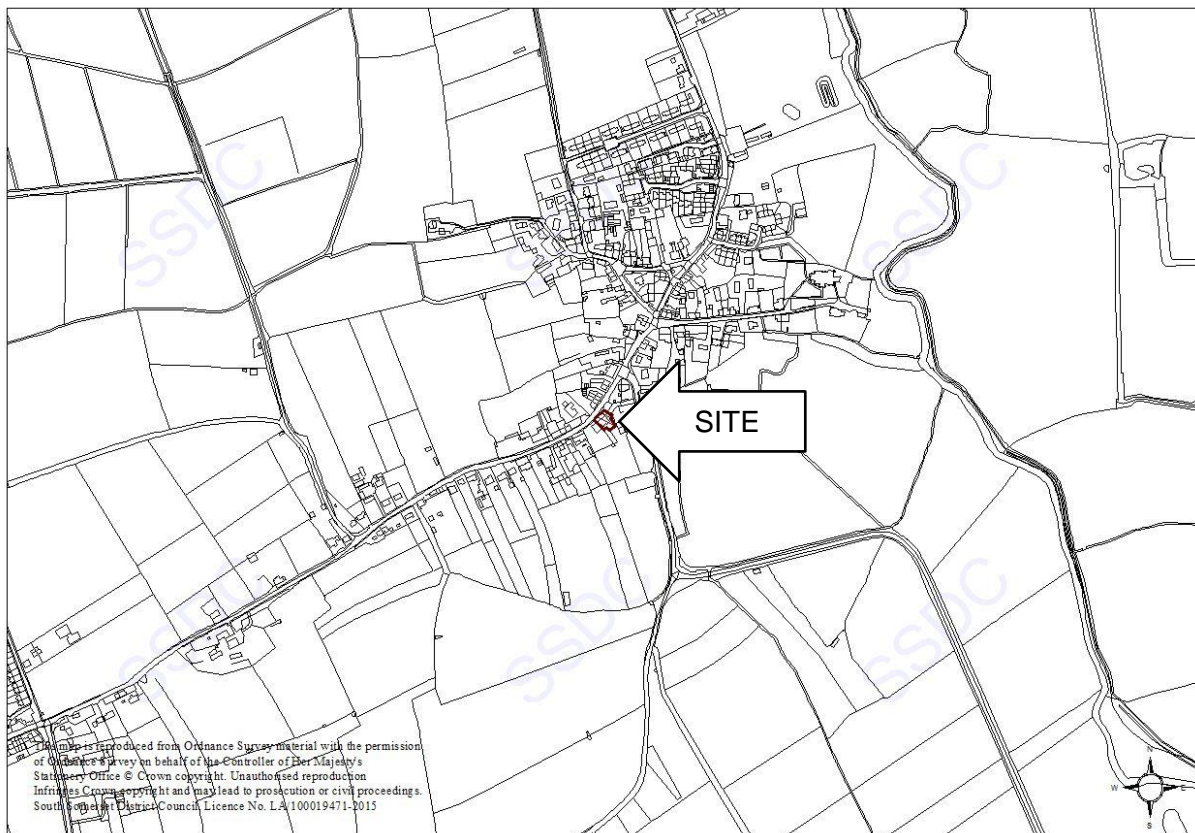 SSDC
SSDC
SSDC
SITE
SSDC
SSDC
SSDC
This map is reproduced from Ordnance Survey material with the permission
of Ordnance Survey on behalf of the Controller of Her Majesty's
Stationery Office © Crown copyright. Unauthorised reproduction
Infringes Crown copyright and may lead to prosecution or civil proceedings.
South Somerset District Council, Licence No. LA/100019471-2015
N
W
E
S